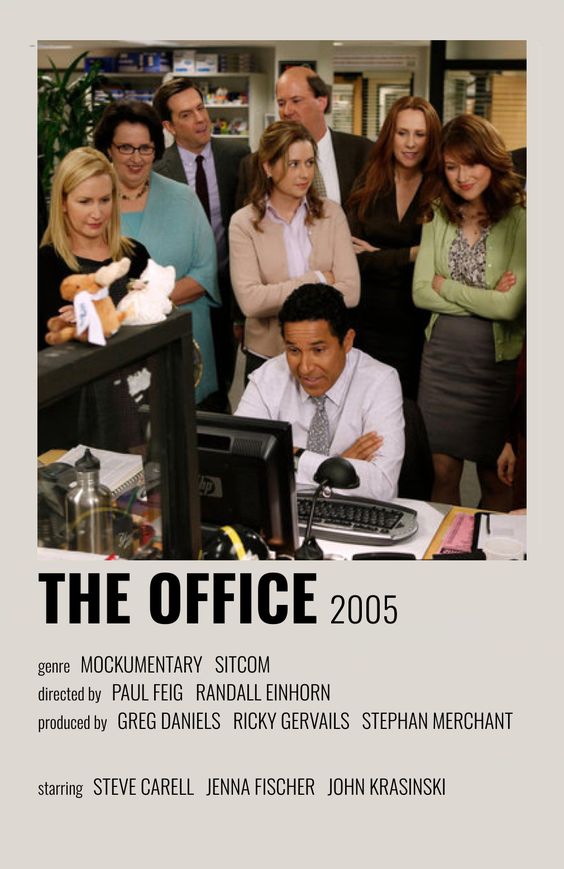 hp
THE OFFICE 2005
genre MOCKUMENTARY SITCOM
directed by PAUL FEIG RANDALL EINHORN
produced by GREG DANIELS RICKY GERVAILS STEPHAN MERCHANT
starring STEVE CARELL JENNA FISCHER JOHN KRASINSKI